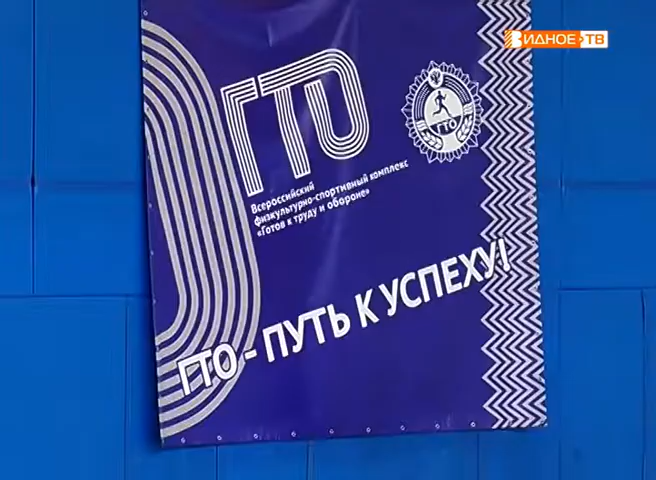 ВИДНОЕ-ТВ
ГТО
ГТО
Всероссийский
физкультурно-спортивный комплекс
«Готов к труду и обороне»
ГТО - ПУТЬ К УСПЕХУ!